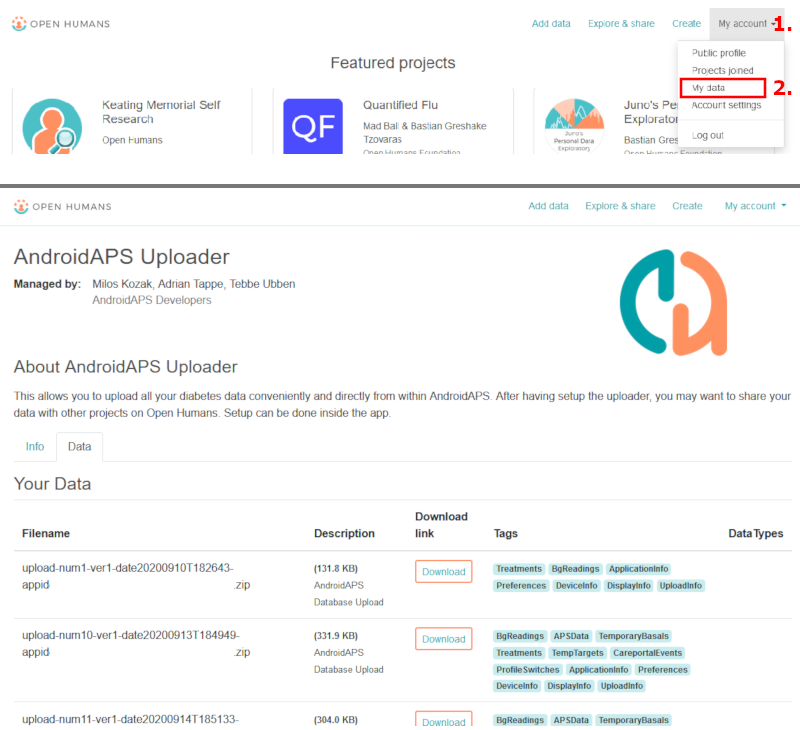 OPEN HUMANS
Add data
Explore & share
Create
My account
1.
Public profile
Projects joined
My data
2.
Account settings
Log out
Featured projects
Keating Memorial Self
Research
Open Humans
QF
Quantified Flu
Mad Ball & Bastian Greshake
Tzovaras
Open Humans Foundation
Juno's
Personal Data
Exploratory
Juno's Pe
Explorator
Bastian Gres
Open Humans Foundation
OPEN HUMANS
Add data
Explore & share
Create
My account
AndroidAPS Uploader
Managed by: Milos Kozak, Adrian Tappe, Tebbe Ubben
AndroidAPS Developers
About AndroidAPS Uploader
This allows you to upload all your diabetes data conveniently and directly from within AndroidAPS. After having setup the uploader, you may want to share your
data with other projects on Open Humans. Setup can be done inside the app.
Info
Data
Your Data
Filename
Description
Download
link
Tags
DataTypes
upload-num1-ver1-date20200910T182643-
appid .zip
(131.8 KB)
AndroidAPS
Database Upload
Download
Treatments BgReadings ApplicationInfo
Preferences DeviceInfo DisplayInfo UploadInfo
upload-num10-ver1-date20200913T184949-
appid .zip
(331.9 KB)
AndroidAPS
Database Upload
Download
BgReadings APSData TemporaryBasals
Treatments TempTargets CareportalEvents
ProfileSwitches ApplicationInfo Preferences
DeviceInfo DisplayInfo UploadInfo
upload-num11-ver1-date20200914T185133-
(304.0 KB)
Download
BgReadings APSData TemporaryBasals